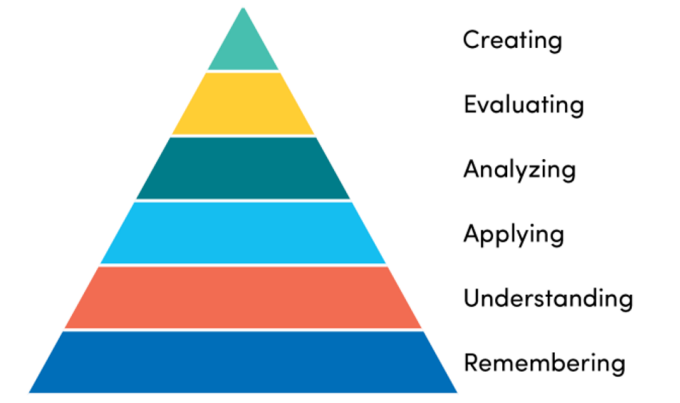 Creating
Evaluating
Analyzing
Applying
Understanding
Remembering